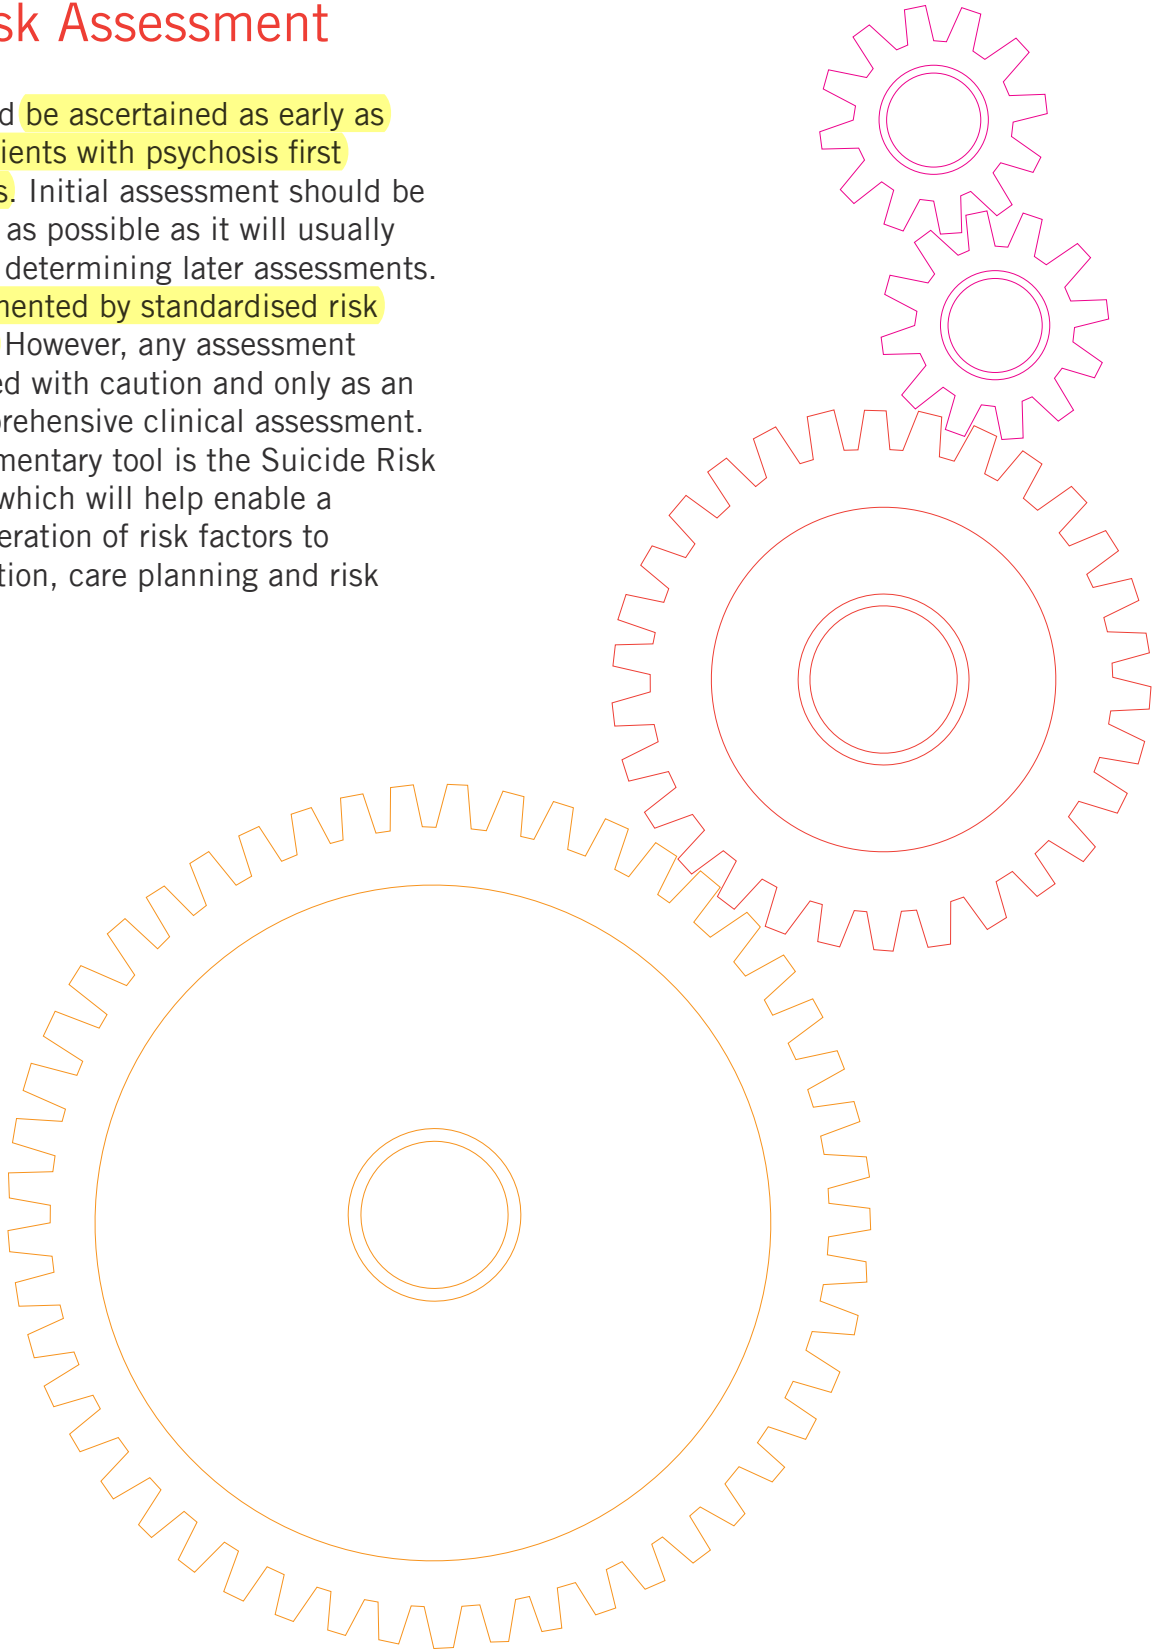 sk Assessment
d be ascertained as early as
ients with psychosis first
s. Initial assessment should be
as possible as it will usually
determining later assessments.
mented by standardised risk
However, any assessment
ed with caution and only as an
prehensive clinical assessment.
mentary tool is the Suicide Risk
which will help enable a
eration of risk factors to
tion, care planning and risk